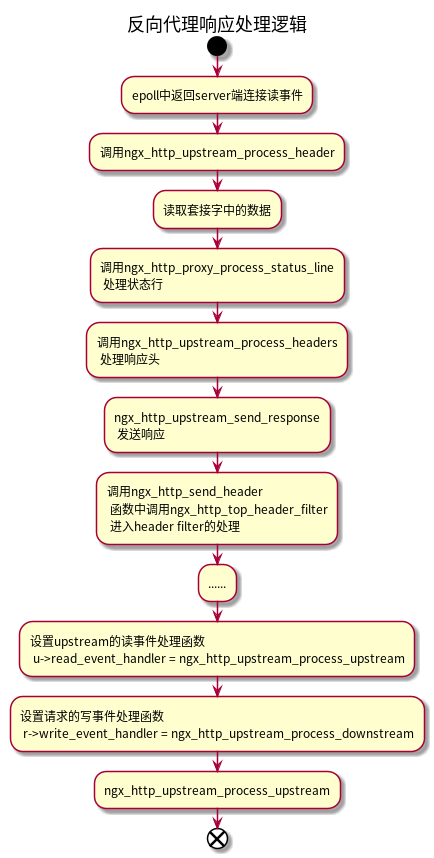 反向代理响应处理逻辑
epoll中返回server端连接读事件
调用ngx_http_upstream_process_header
读取套接字中的数据
调用ngx_http_proxy_process_status_line
处理状态行
调用ngx_http_upstream_process_headers
处理响应头
ngx_http_upstream_send_response
发送响应
调用ngx_http_send_header
函数中调用ngx_http_top_header_filter
进入header filter的处理
......
设置upstream的读事件处理函数
u->read_event_handler = ngx_http_upstream_process_upstream
设置请求的写事件处理函数
r->write_event_handler = ngx_http_upstream_process_downstream
ngx_http_upstream_process_upstream